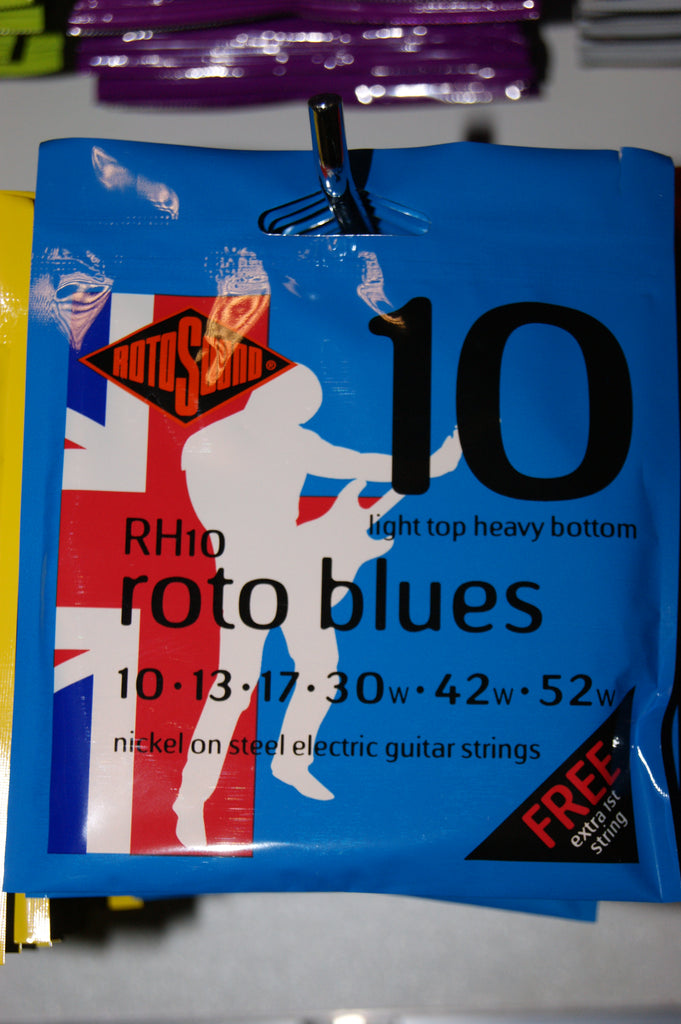 ROTOSOUND®
10
light top heavy bottom
RH10
roto blues
10·13·17·30w·42w·52w
nickel on steel electric guitar strings
FREE
extra 1st
string